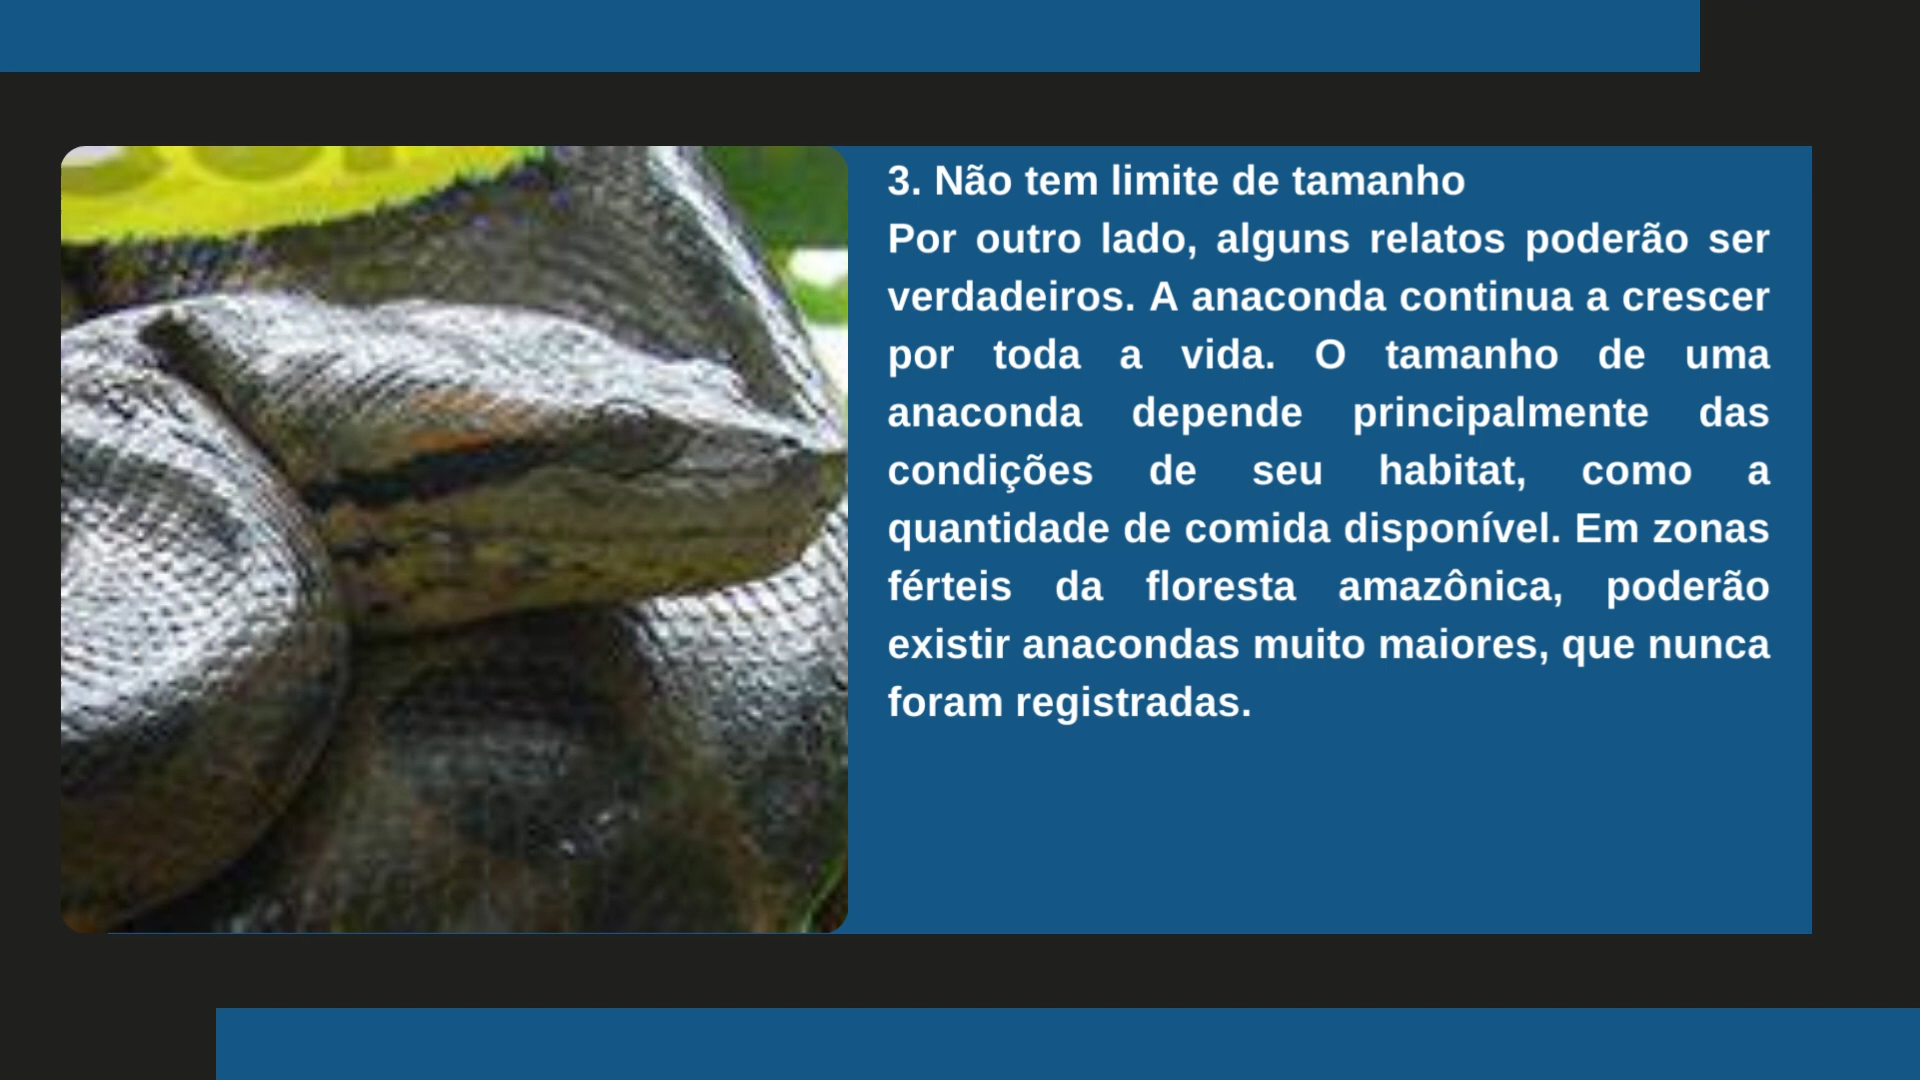 3. Não tem limite de tamanho
Por outro lado, alguns relatos poderão ser
verdadeiros. A anaconda continua a crescer
por toda a vida. O tamanho de uma
anaconda depende principalmente das
condições de seu habitat, como a
quantidade de comida disponível. Em zonas
férteis da floresta amazônica, poderão
existir anacondas muito maiores, que nunca
foram registradas.